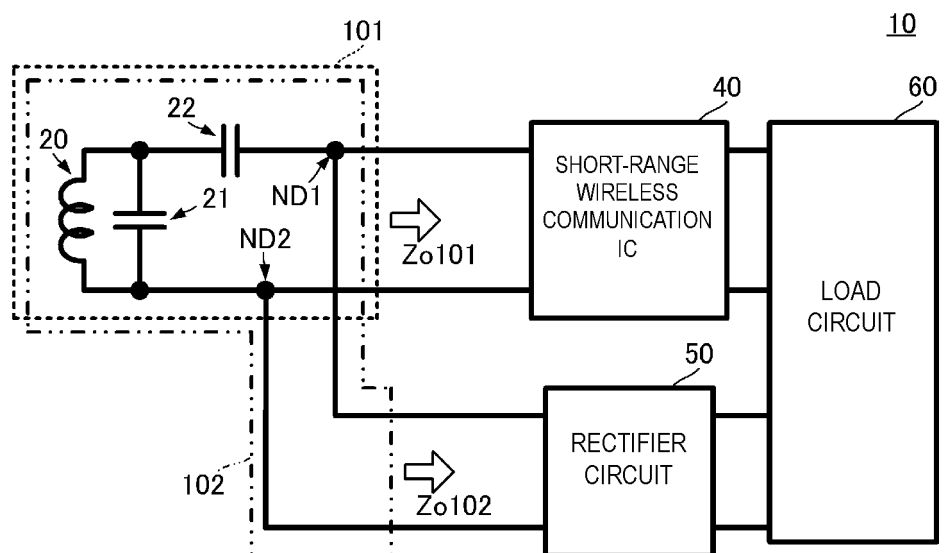 10
101
40
60
22
20
21
ND1
ND2
Zo101
SHORT-RANGE
WIRELESS
COMMUNICATION
IC
LOAD
CIRCUIT
50
RECTIFIER
CIRCUIT
102
Zo102